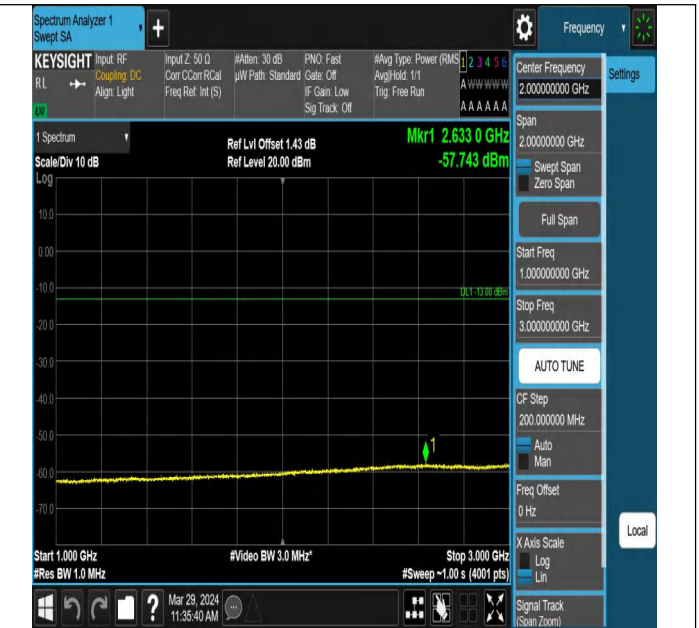 Spectrum Analyzer 1
Swept SA
+
Frequency
KEYSIGHT
RL
Input: RF
Coupling: DC
Align: Light
Input Z: 50 Ω
Corr CCorr RCal
Freq Ref: Int (S)
#Atten: 30 dB
µW Path: Standard
PNO: Fast
Gate: Off
IF Gain: Low
Sig Track: Off
#Avg Type: Power (RMS
Avg|Hold: 1/1
Trig: Free Run
1 2 3 4 5 6
A W W W W W
A A A A A A
1 Spectrum
Scale/Div 10 dB
Log
Ref Lvl Offset 1.43 dB
Ref Level 20.00 dBm
Mkr1 2.633 0 GHz
-57.743 dBm
10.0
0.00
-10.0
DL1 -13.00 dBm
-20.0
-30.0
-40.0
-50.0
1
-60.0
-70.0
Start 1.000 GHz
#Res BW 1.0 MHz
#Video BW 3.0 MHz*
Stop 3.000 GHz
#Sweep ~1.00 s (4001 pts)
?
Mar 29, 2024
11:35:40 AM
Center Frequency
2.000000000 GHz
Settings
Span
2.00000000 GHz
Swept Span
Zero Span
Full Span
Start Freq
1.000000000 GHz
Stop Freq
3.000000000 GHz
AUTO TUNE
CF Step
200.000000 MHz
Auto
Man
Freq Offset
0 Hz
X Axis Scale
Log
Lin
Local
Signal Track
(Span Zoom)